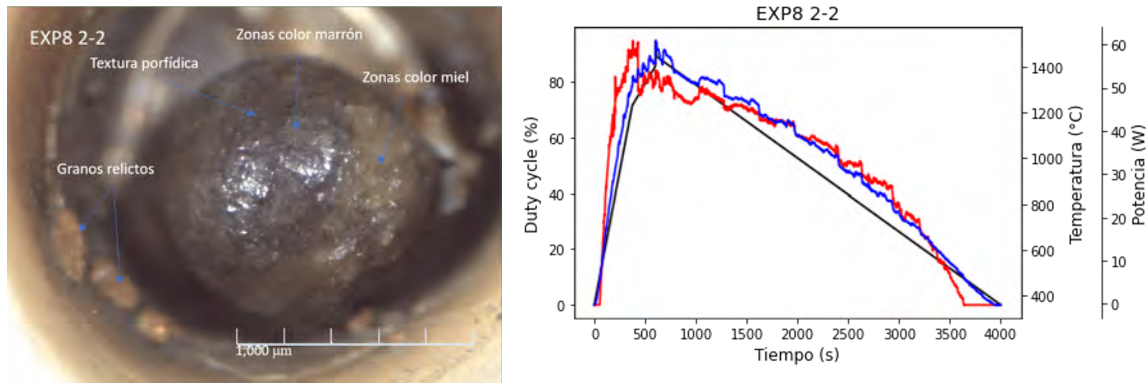 EXP8 2-2
Zonas color marrón
Textura porfídica
Zonas color miel
Granos relictos
1,000 µm
EXP8 2-2
Duty cycle (%)
80
60
40
20
0
0 500 1000 1500 2000 2500 3000 3500 4000
Tiempo (s)
1400
1200
1000
800
600
400
Temperatura (°C)
60
50
40
30
20
10
0
Potencia (W)